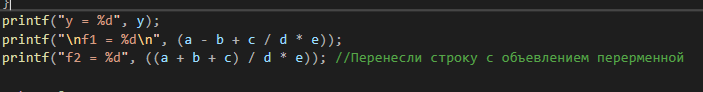 }
printf("y = %d", y);
printf("\nf1 = %d\n", (a - b + c / d * e));
printf("f2 = %d", ((a + b + c) / d * e)); //Перенесли строку с объевлением перерменной